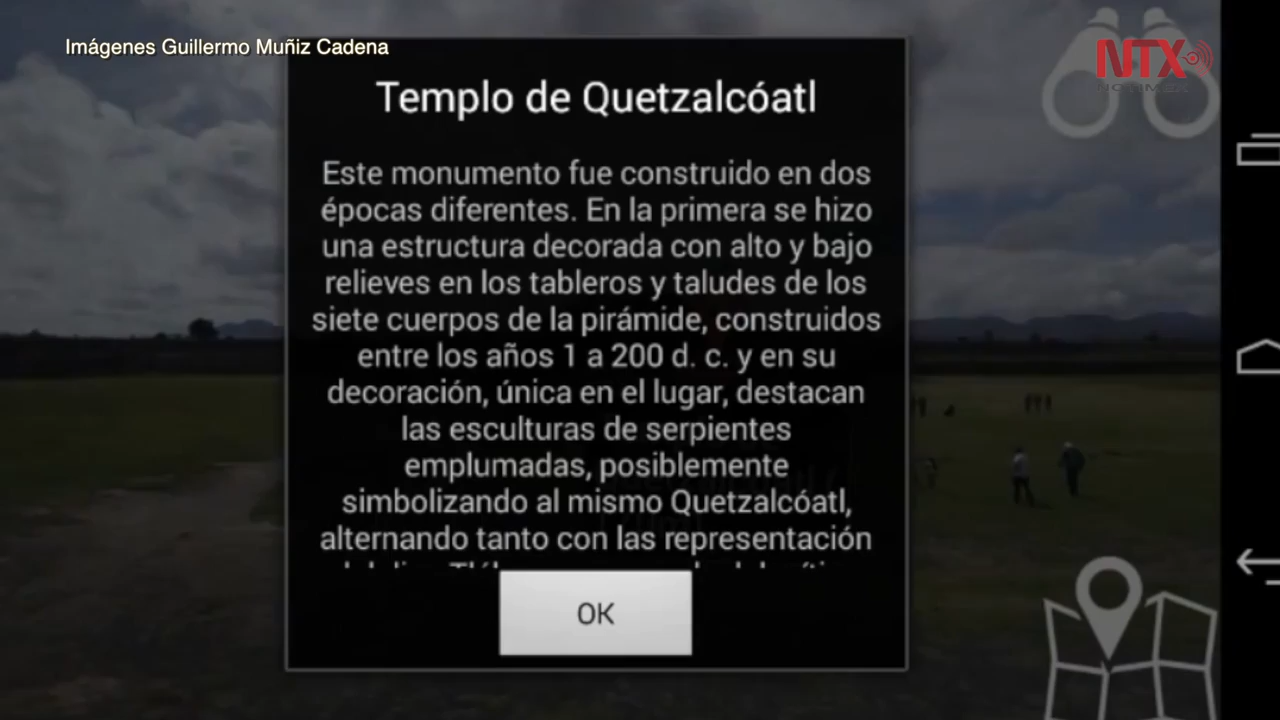 Imágenes Guillermo Muñiz Cadena
NTX
NOTIMEX
Templo de Quetzalcóatl
Este monumento fue construido en dos
épocas diferentes. En la primera se hizo
una estructura decorada con alto y bajo
relieves en los tableros y taludes de los
siete cuerpos de la pirámide, construidos
entre los años 1 a 200 d. c. y en su
decoración, única en el lugar, destacan
las esculturas de serpientes
emplumadas, posiblemente
simbolizando al mismo Quetzalcóatl,
alternando tanto con las representación
OK